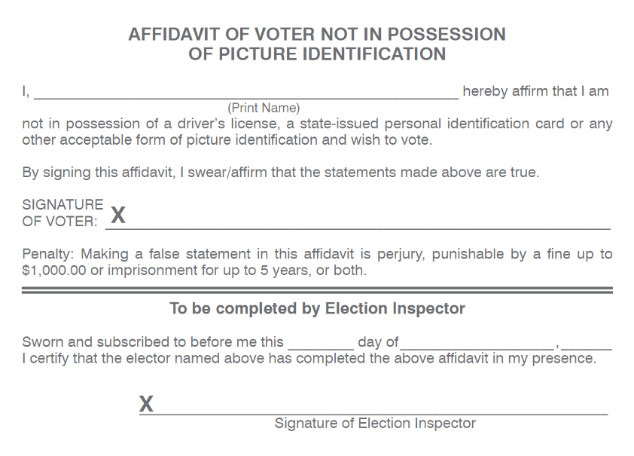 AFFIDAVIT OF VOTER NOT IN POSSESSION
OF PICTURE IDENTIFICATION
I, ______________________________________________________ hereby affirm that I am
(Print Name)
not in possession of a driver's license, a state-issued personal identification card or any
other acceptable form of picture identification and wish to vote.
By signing this affidavit, I swear/affirm that the statements made above are true.
SIGNATURE
OF VOTER: X ______________________________________________________________
Penalty: Making a false statement in this affidavit is perjury, punishable by a fine up to
$1,000.00 or imprisonment for up to 5 years, or both.
To be completed by Election Inspector
Sworn and subscribed to before me this ________ day of ____________________, ______
I certify that the elector named above has completed the above affidavit in my presence.
X ____________________________________________________________
Signature of Election Inspector